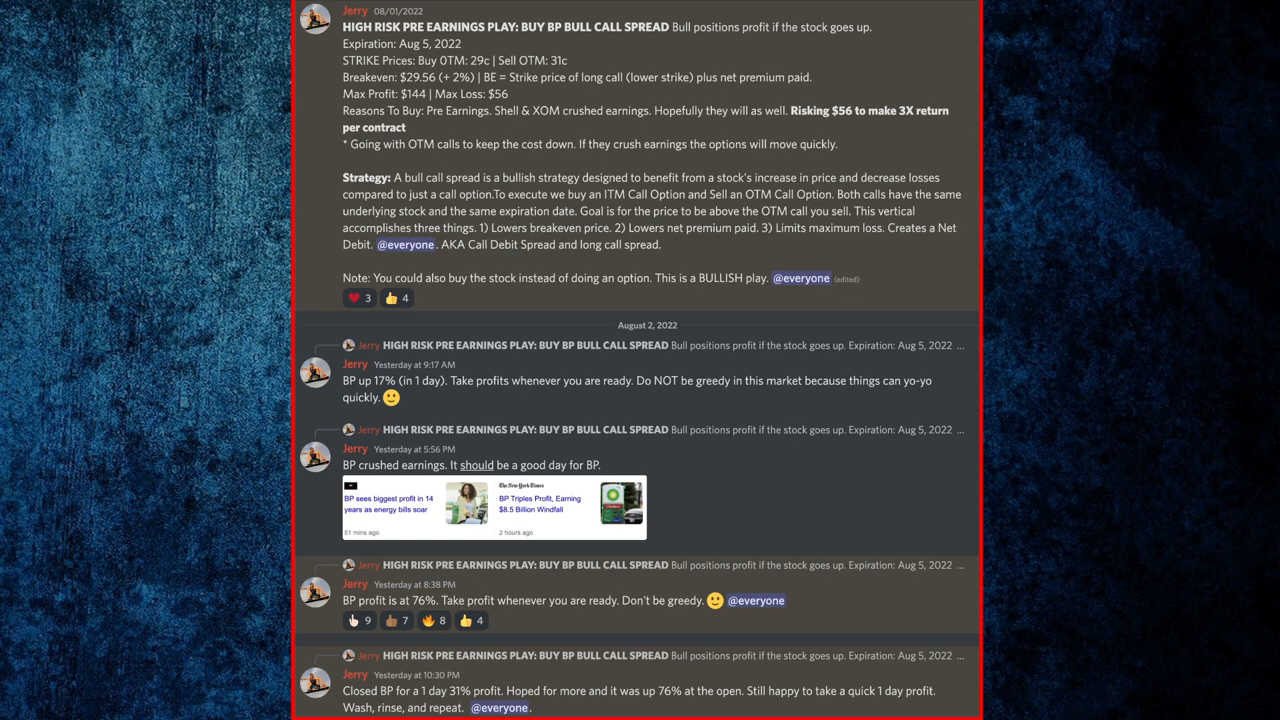 Jerry 08/01/2022
HIGH RISK PRE EARNINGS PLAY: BUY BP BULL CALL SPREAD Bull positions profit if the stock goes up.
Expiration: Aug 5, 2022
STRIKE Prices: Buy OTM: 29c | Sell OTM: 31c
Breakeven: $29.56 (+ 2%) | BE = Strike price of long call (lower strike) plus net premium paid.
Max Profit: $144 | Max Loss: $56
Reasons To Buy: Pre Earnings. Shell & XOM crushed earnings. Hopefully they will as well. Risking $56 to make 3X return
per contract
* Going with OTM calls to keep the cost down. If they crush earnings the options will move quickly.
Strategy: A bull call spread is a bullish strategy designed to benefit from a stock's increase in price and decrease losses
compared to just a call option.To execute we buy an ITM Call Option and Sell an OTM Call Option. Both calls have the same
underlying stock and the same expiration date. Goal is for the price to be above the OTM call you sell. This vertical
accomplishes three things. 1) Lowers breakeven price. 2) Lowers net premium paid. 3) Limits maximum loss. Creates a Net
Debit. @everyone. AKA Call Debit Spread and long call spread.
Note: You could also buy the stock instead of doing an option. This is a BULLISH play. @everyone (edited)
3 4
August 2, 2022
Jerry HIGH RISK PRE EARNINGS PLAY: BUY BP BULL CALL SPREAD Bull positions profit if the stock goes up. Expiration: Aug 5, 2022 ...
Jerry Yesterday at 9:17 AM
BP up 17% (in 1 day). Take profits whenever you are ready. Do NOT be greedy in this market because things can yo-yo
quickly.
Jerry HIGH RISK PRE EARNINGS PLAY: BUY BP BULL CALL SPREAD Bull positions profit if the stock goes up. Expiration: Aug 5, 2022 ...
Jerry Yesterday at 5:56 PM
BP crushed earnings. It should be a good day for BP.
The New York Times
BP sees biggest profit in 14 BP Triples Profit, Earning
years as energy bills soar $8.5 Billion Windfall
51 mins ago 2 hours ago
Jerry HIGH RISK PRE EARNINGS PLAY: BUY BP BULL CALL SPREAD Bull positions profit if the stock goes up. Expiration: Aug 5, 2022 ...
Jerry Yesterday at 8:38 PM
BP profit is at 76%. Take profit whenever you are ready. Don't be greedy. @everyone
9 7 8 4
Jerry HIGH RISK PRE EARNINGS PLAY: BUY BP BULL CALL SPREAD Bull positions profit if the stock goes up. Expiration: Aug 5, 2022 ...
Jerry Yesterday at 10:30 PM
Closed BP for a 1 day 31% profit. Hoped for more and it was up 76% at the open. Still happy to take a quick 1 day profit.
Wash, rinse, and repeat. @everyone.